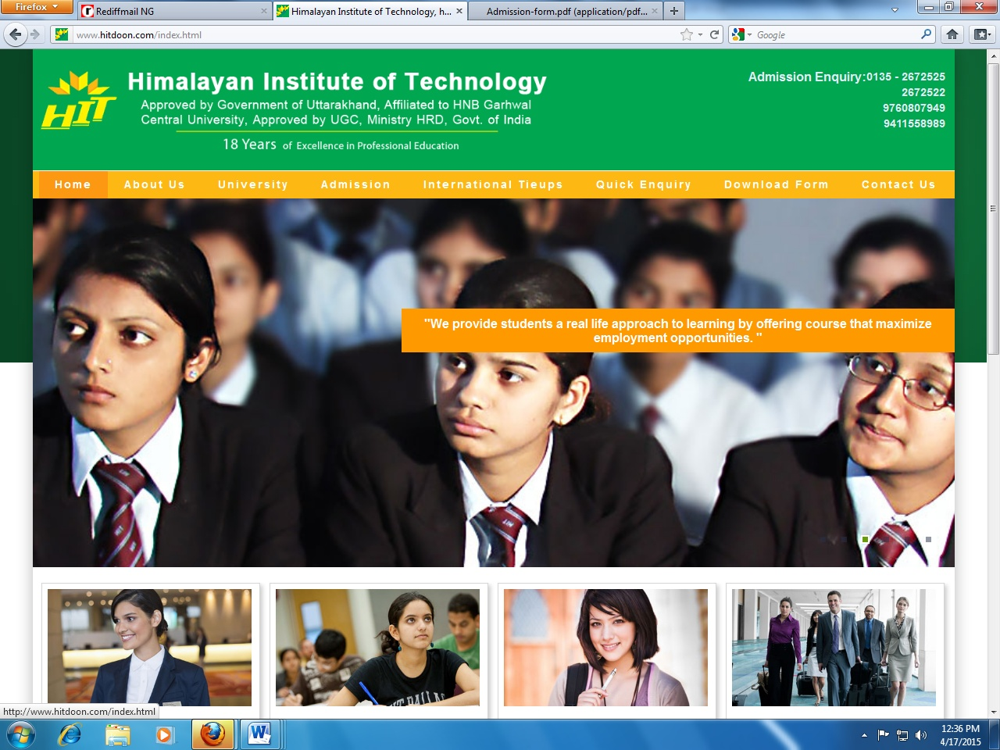 Firefox
Rediffmail NG
Himalayan Institute of Technology, h...
Admission-form.pdf (application/pdf...
www.hitdoon.com/index.html
Google
HIT
Himalayan Institute of Technology
Approved by Government of Uttarakhand, Affiliated to HNB Garhwal
Central University, Approved by UGC, Ministry HRD, Govt. of India
18 Years of Excellence in Professional Education
Admission Enquiry:0135 - 2672525
2672522
9760807949
9411558989
Home About Us University Admission International Tieups Quick Enquiry Download Form Contact Us
"We provide students a real life approach to learning by offering course that maximize
employment opportunities. "
http://www.hitdoon.com/index.html
12:36 PM
4/17/2015